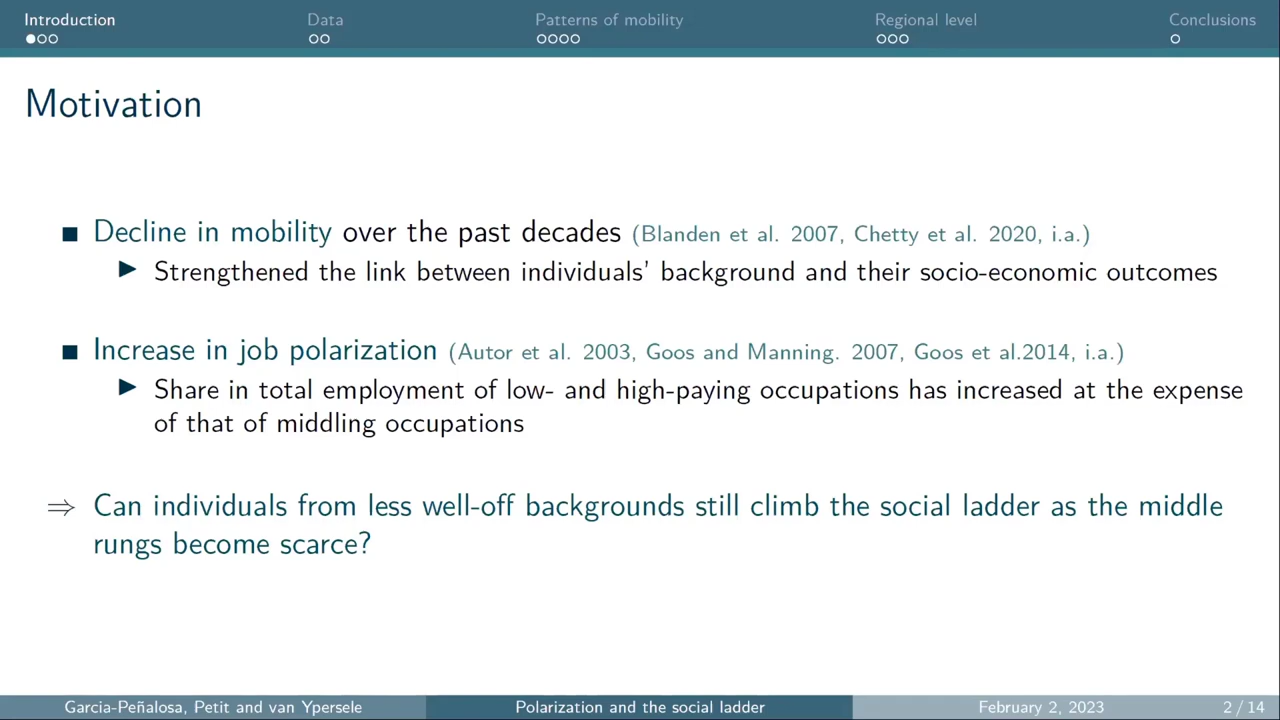 Introduction Data Patterns of mobility Regional level Conclusions
Motivation
Decline in mobility over the past decades (Blanden et al. 2007, Chetty et al. 2020, i.a.)
Strengthened the link between individuals' background and their socio-economic outcomes
Increase in job polarization (Autor et al. 2003, Goos and Manning. 2007, Goos et al.2014, i.a.)
Share in total employment of low- and high-paying occupations has increased at the expense
of that of middling occupations
⇒ Can individuals from less well-off backgrounds still climb the social ladder as the middle
rungs become scarce?
Garcia-Peñalosa, Petit and van Ypersele Polarization and the social ladder February 2, 2023 2 / 14